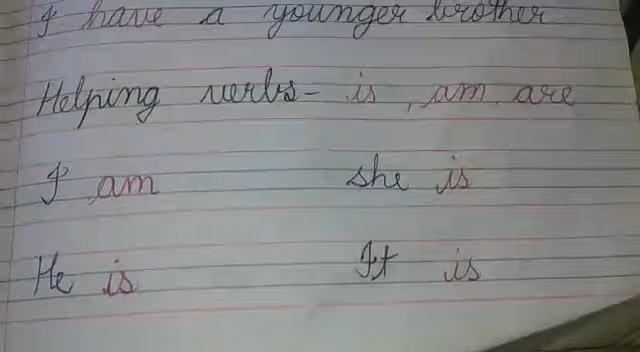 I have a younger brother
Helping verbs- is, am are
I am she is
He is It is